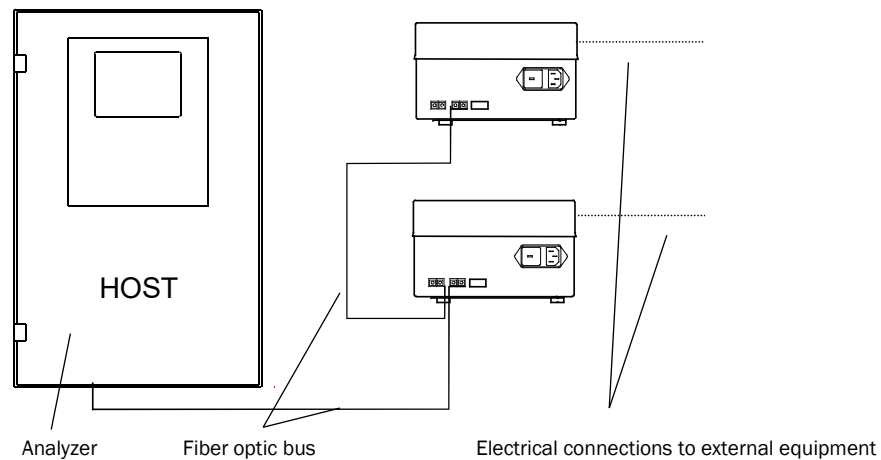 HOST
Analyzer
Fiber optic bus
Electrical connections to external equipment